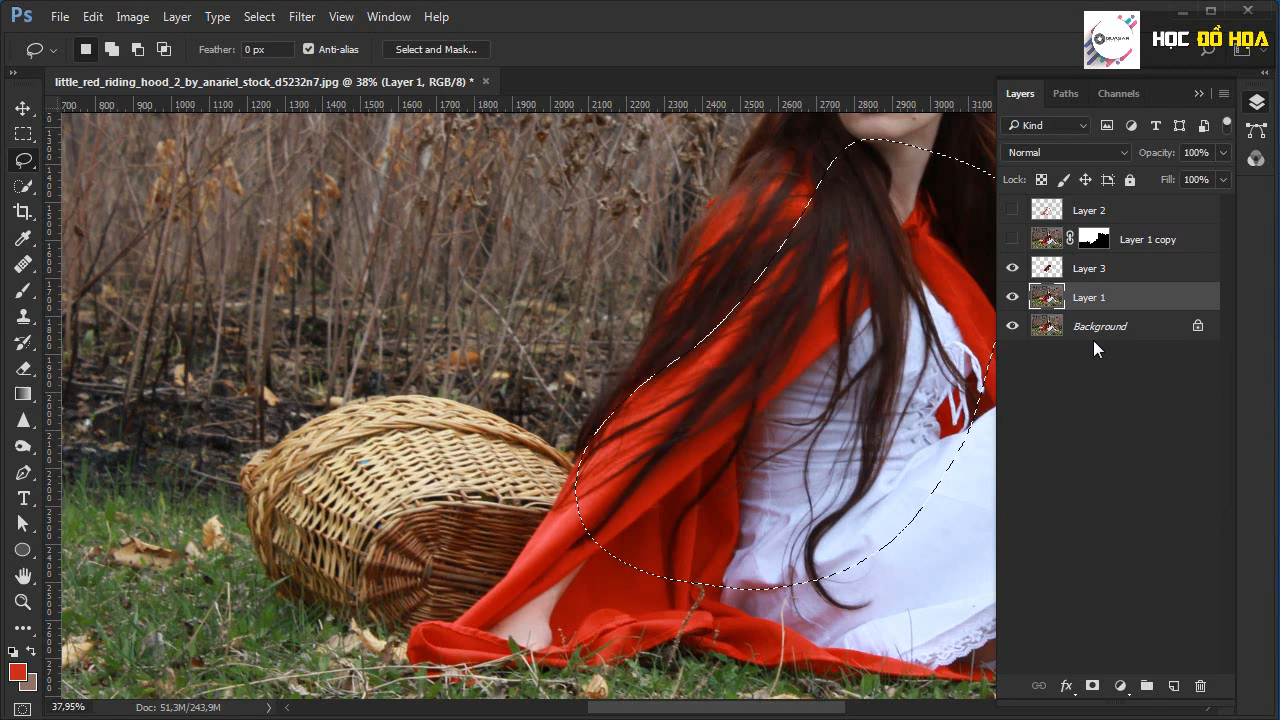 Ps File Edit Image Layer Type Select Filter View Window Help
HỌC ĐỒ HOẠ
Feather: 0 px Anti-alias Select and Mask...
little_red_riding_hood_2_by_anariel_stock_d5232n7.jpg @ 38% (Layer 1, RGB/8) *
700 800 900 1000 1100 1200 1300 1400 1500 1600 1700 1800 1900 2000 2100 2200 2300 2400 2500 2600 2700 2800 2900 3000 3100
Layers Paths Channels
Kind
Normal Opacity: 100%
Lock: Fill: 100%
Layer 2
Layer 1 copy
Layer 3
Layer 1
Background
37,95% Doc: 51,3M/243,9M